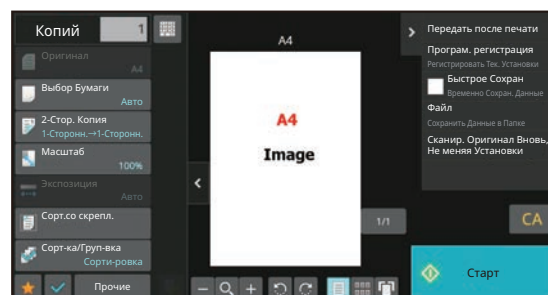 Копий 1
Оригинал
A4
Выбор Бумаги
Авто
2-Стор. Копия
1-Сторонн.→1-Сторонн.
Масштаб
100%
Экспозиция
Авто
Сорт.со скрепл.
Сорт-ка/Груп-вка
Сорти-ровка
Прочие
A4
A4
Image
1/1
Передать после печати
Програм. регистрация
Регистрировать Тек. Установки
Быстрое Сохран
Временно Сохран. Данные
Файл
Сохранить Данные в Папке
Сканир. Оригинал Вновь,
Не меняя Установки
CA
Старт